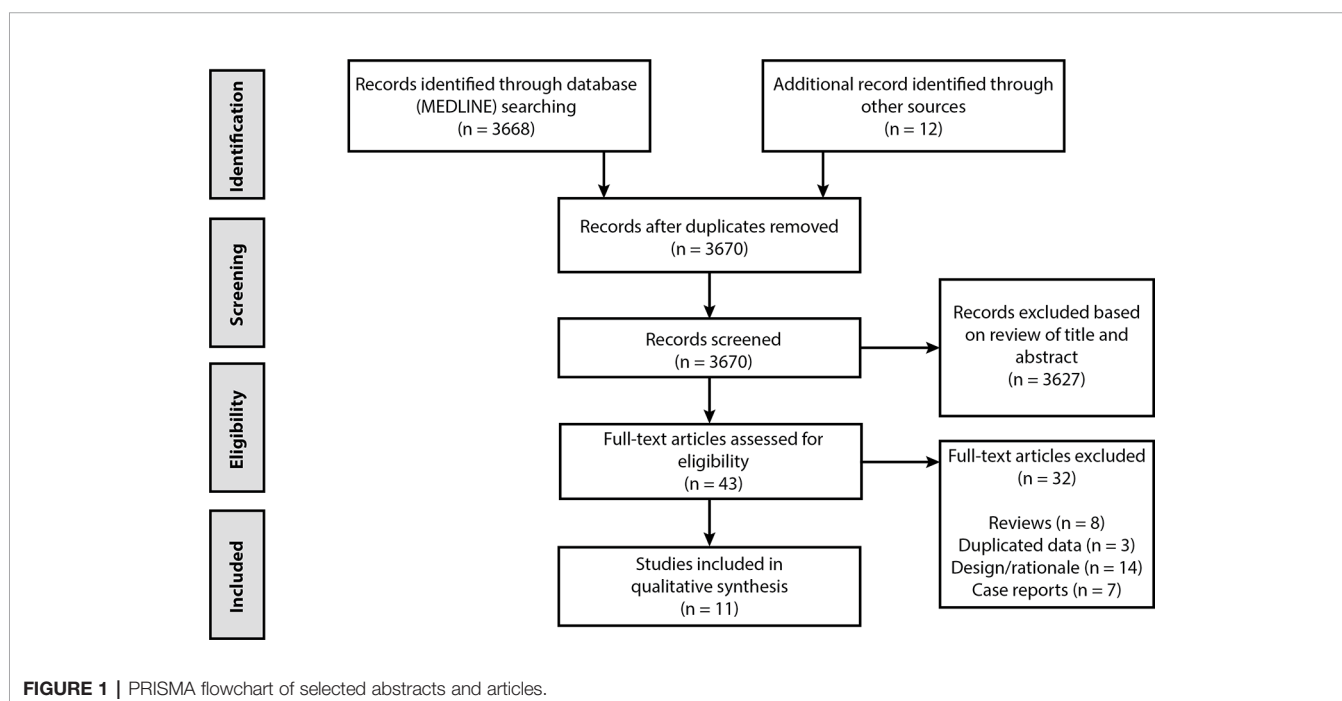 Identification
Records identified through database
(MEDLINE) searching
(n = 3668)
Additional record identified through
other sources
(n = 12)
Screening
Records after duplicates removed
(n = 3670)
Records screened
(n = 3670)
Records excluded based
on review of title and
abstract
(n = 3627)
Eligibility
Full-text articles assessed for
eligibility
(n = 43)
Full-text articles excluded
(n = 32)
Reviews (n = 8)
Duplicated data (n = 3)
Design/rationale (n = 14)
Case reports (n = 7)
Included
Studies included in
qualitative synthesis
(n = 11)
FIGURE 1 | PRISMA flowchart of selected abstracts and articles.